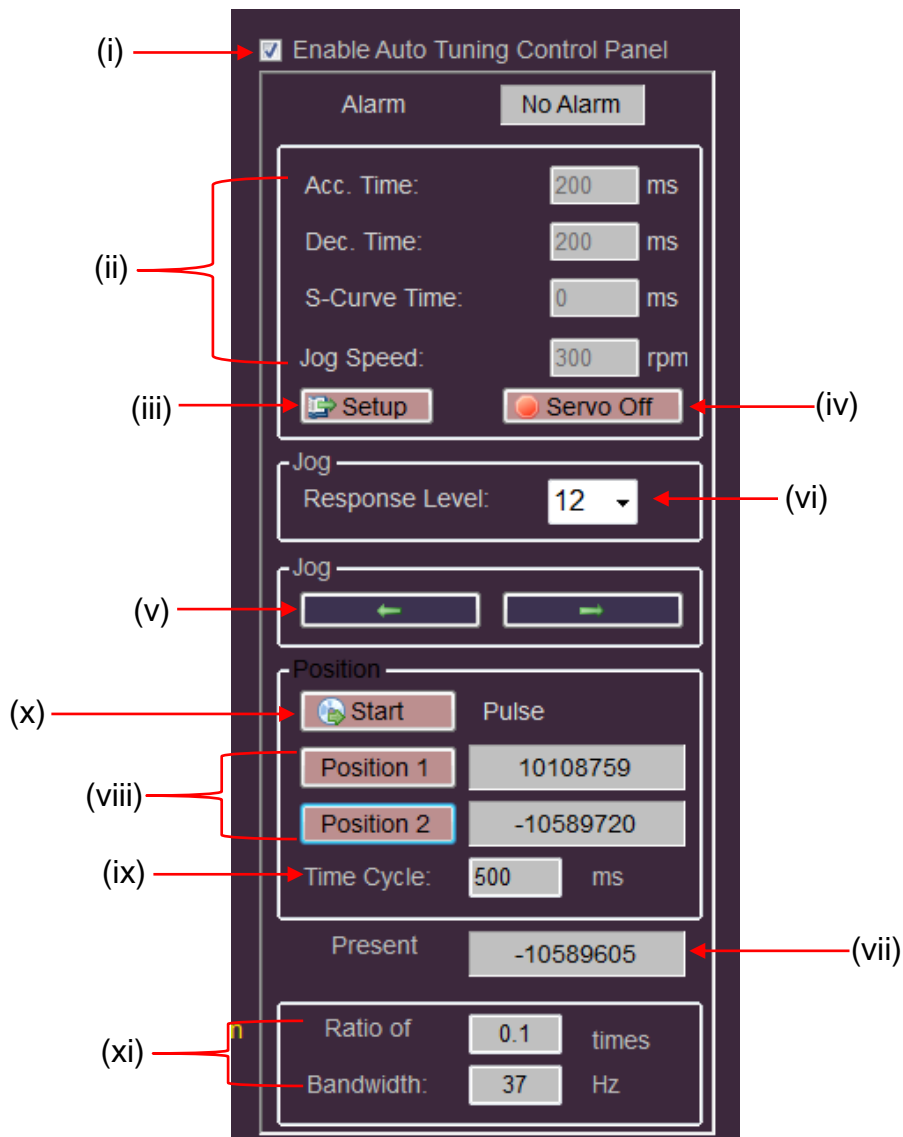 (i) Enable Auto Tuning Control Panel
Alarm No Alarm
Acc. Time: 200 ms
Dec. Time: 200 ms
(ii)
S-Curve Time: 0 ms
Jog Speed: 300 rpm
(iii) Setup Servo Off (iv)
Jog
Response Level: 12 (vi)
Jog
(v)
Position
(x) Start Pulse
Position 1 10108759
(viii)
Position 2 -10589720
(ix) Time Cycle: 500 ms
Present -10589605 (vii)
n Ratio of 0.1 times
(xi)
Bandwidth: 37 Hz